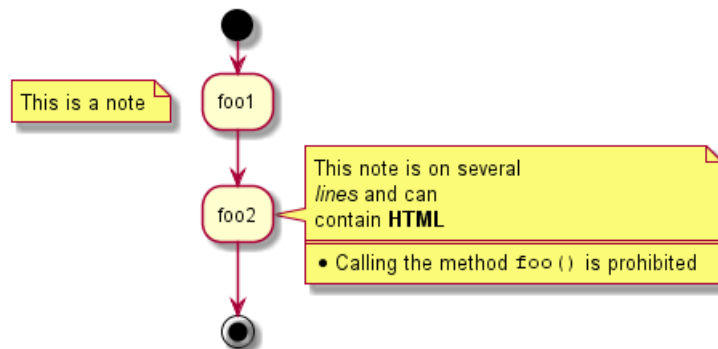 This is a note
foo1
This note is on several
lines and can
contain HTML
foo2
• Calling the method foo() is prohibited